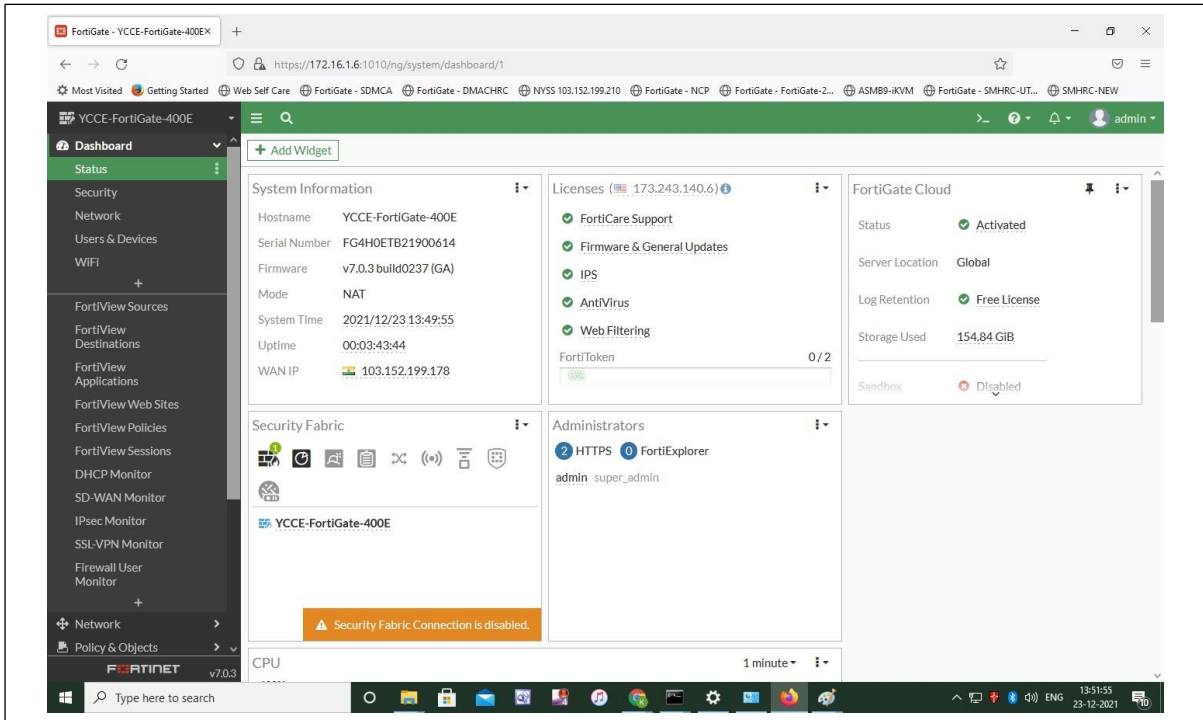 FortiGate - YCCE-FortiGate-400E
https://172.16.1.6:1010/ng/system/dashboard/1
Most Visited Getting Started Web Self Care FortiGate - SDMCA FortiGate - DMACHRC NYSS 103.152.199.210 FortiGate - NCP FortiGate - FortiGate-2... ASMB9-iKVM FortiGate - SMHRC-UT... SMHRC-NEW
YCCE-FortiGate-400E
admin
Dashboard
Status
Security
Network
Users & Devices
WiFi
+
FortiView Sources
FortiView
Destinations
FortiView
Applications
FortiView Web Sites
FortiView Policies
FortiView Sessions
DHCP Monitor
SD-WAN Monitor
IPsec Monitor
SSL-VPN Monitor
Firewall User
Monitor
+
Network
Policy & Objects
FORTINET v7.0.3
+ Add Widget
System Information
Hostname YCCE-FortiGate-400E
Serial Number FG4H0ETB21900614
Firmware v7.0.3 build0237 (GA)
Mode NAT
System Time 2021/12/23 13:49:55
Uptime 00:03:43:44
WAN IP 103.152.199.178
Licenses (173.243.140.6)
FortiCare Support
Firmware & General Updates
IPS
AntiVirus
Web Filtering
FortiToken 0/2
0%
FortiGate Cloud
Status Activated
Server Location Global
Log Retention Free License
Storage Used 154.84 GiB
Sandbox Disabled
Security Fabric
1
YCCE-FortiGate-400E
Security Fabric Connection is disabled.
Administrators
2 HTTPS 0 FortiExplorer
admin super_admin
CPU 1 minute
Type here to search
ENG
13:51:55
23-12-2021